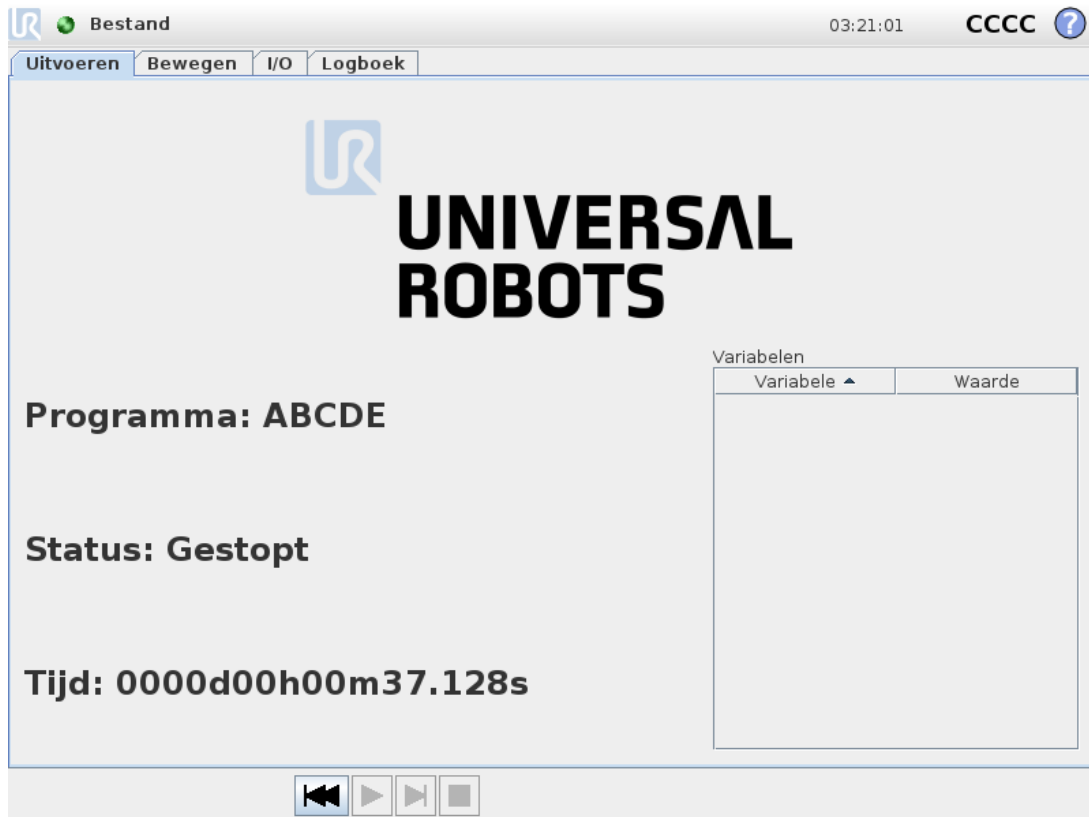 Bestand 03:21:01 CCCC ?
Uitvoeren Bewegen I/O Logboek
UR
UNIVERSAL
ROBOTS
Variabelen
Variabele Waarde
Programma: ABCDE
Status: Gestopt
Tijd: 0000d00h00m37.128s